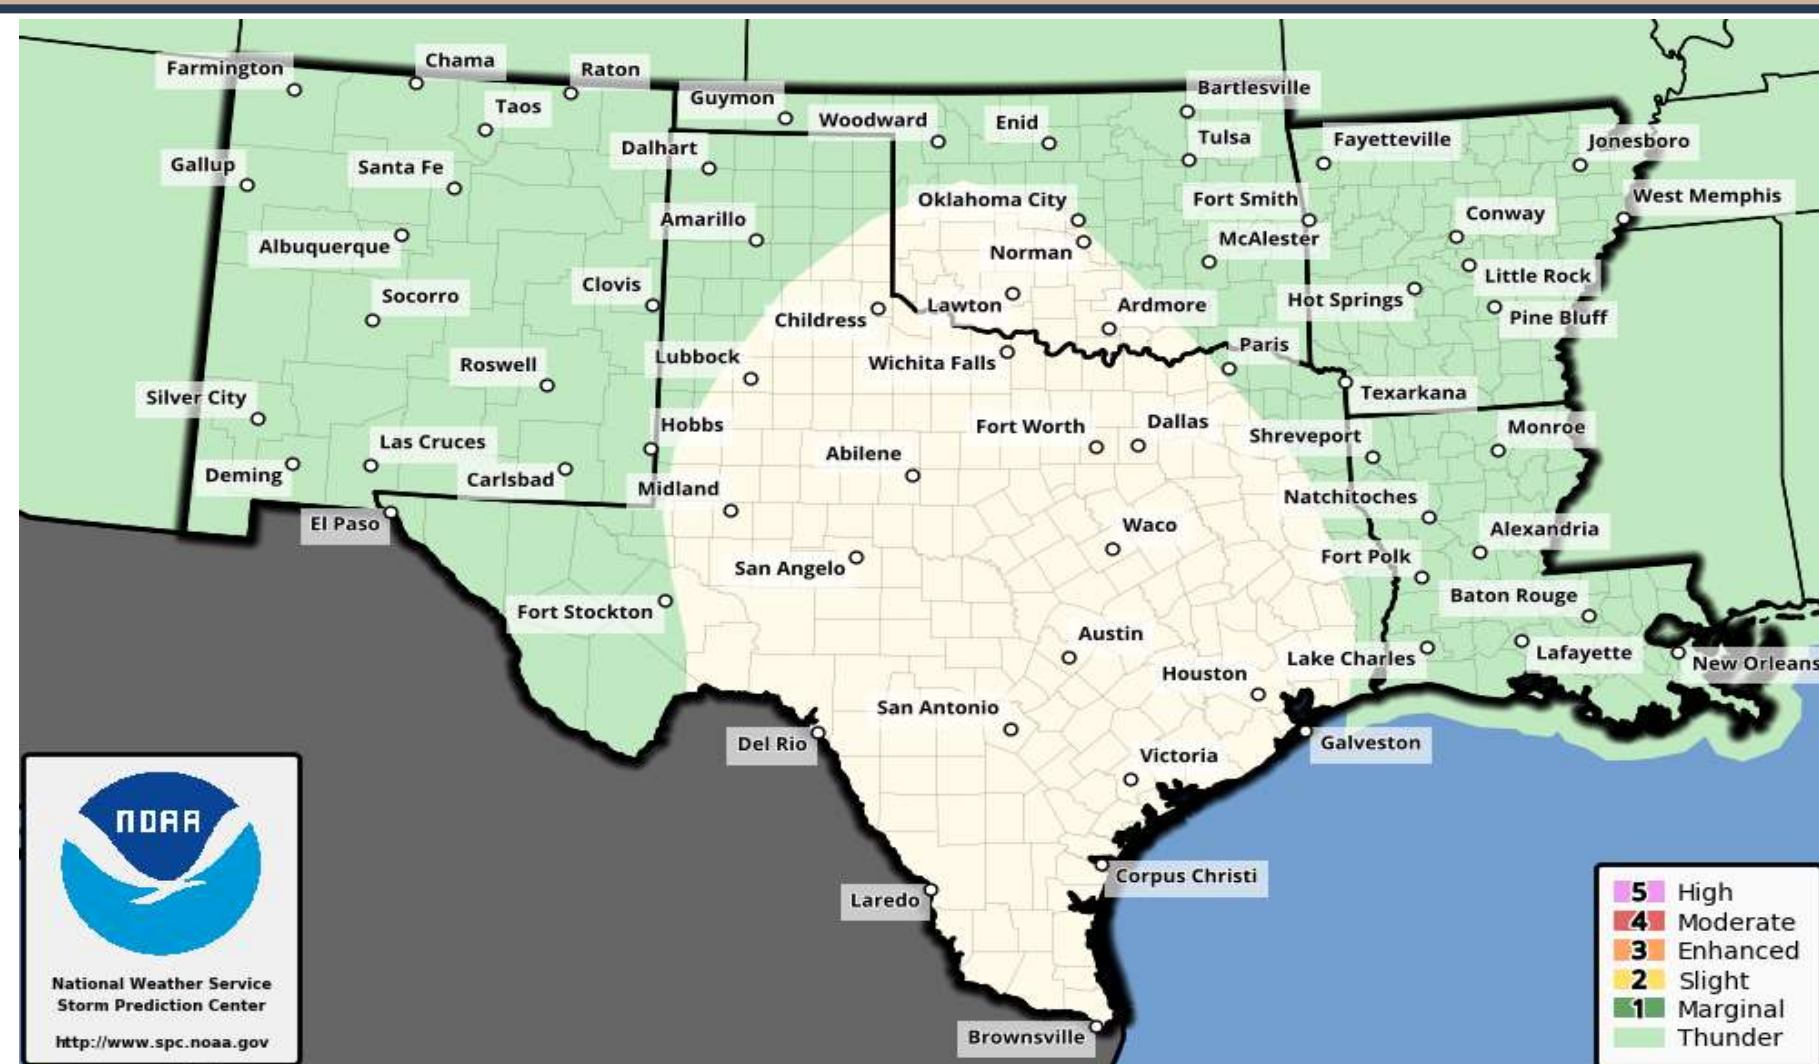 Farmington
Chama
Raton
Guymon
Bartlesville
Taos
Woodward
Enid
Tulsa
Fayetteville
Jonesboro
Gallup
Santa Fe
Dalhart
Oklahoma City
Fort Smith
West Memphis
Conway
Albuquerque
Amarillo
Norman
McAlester
Little Rock
Socorro
Clovis
Childress
Lawton
Ardmore
Hot Springs
Pine Bluff
Roswell
Lubbock
Wichita Falls
Paris
Texarkana
Silver City
Hobbs
Fort Worth
Dallas
Shreveport
Monroe
Deming
Las Cruces
Carlsbad
Midland
Abilene
Natchitoches
El Paso
Waco
Alexandria
San Angelo
Fort Polk
Fort Stockton
Baton Rouge
Austin
Houston
Lake Charles
Lafayette
New Orleans
San Antonio
Del Rio
Victoria
Galveston
Laredo
Corpus Christi
Brownsville
NOAA
National Weather Service
Storm Prediction Center
http://www.spc.noaa.gov
5 High
4 Moderate
3 Enhanced
2 Slight
1 Marginal
Thunder